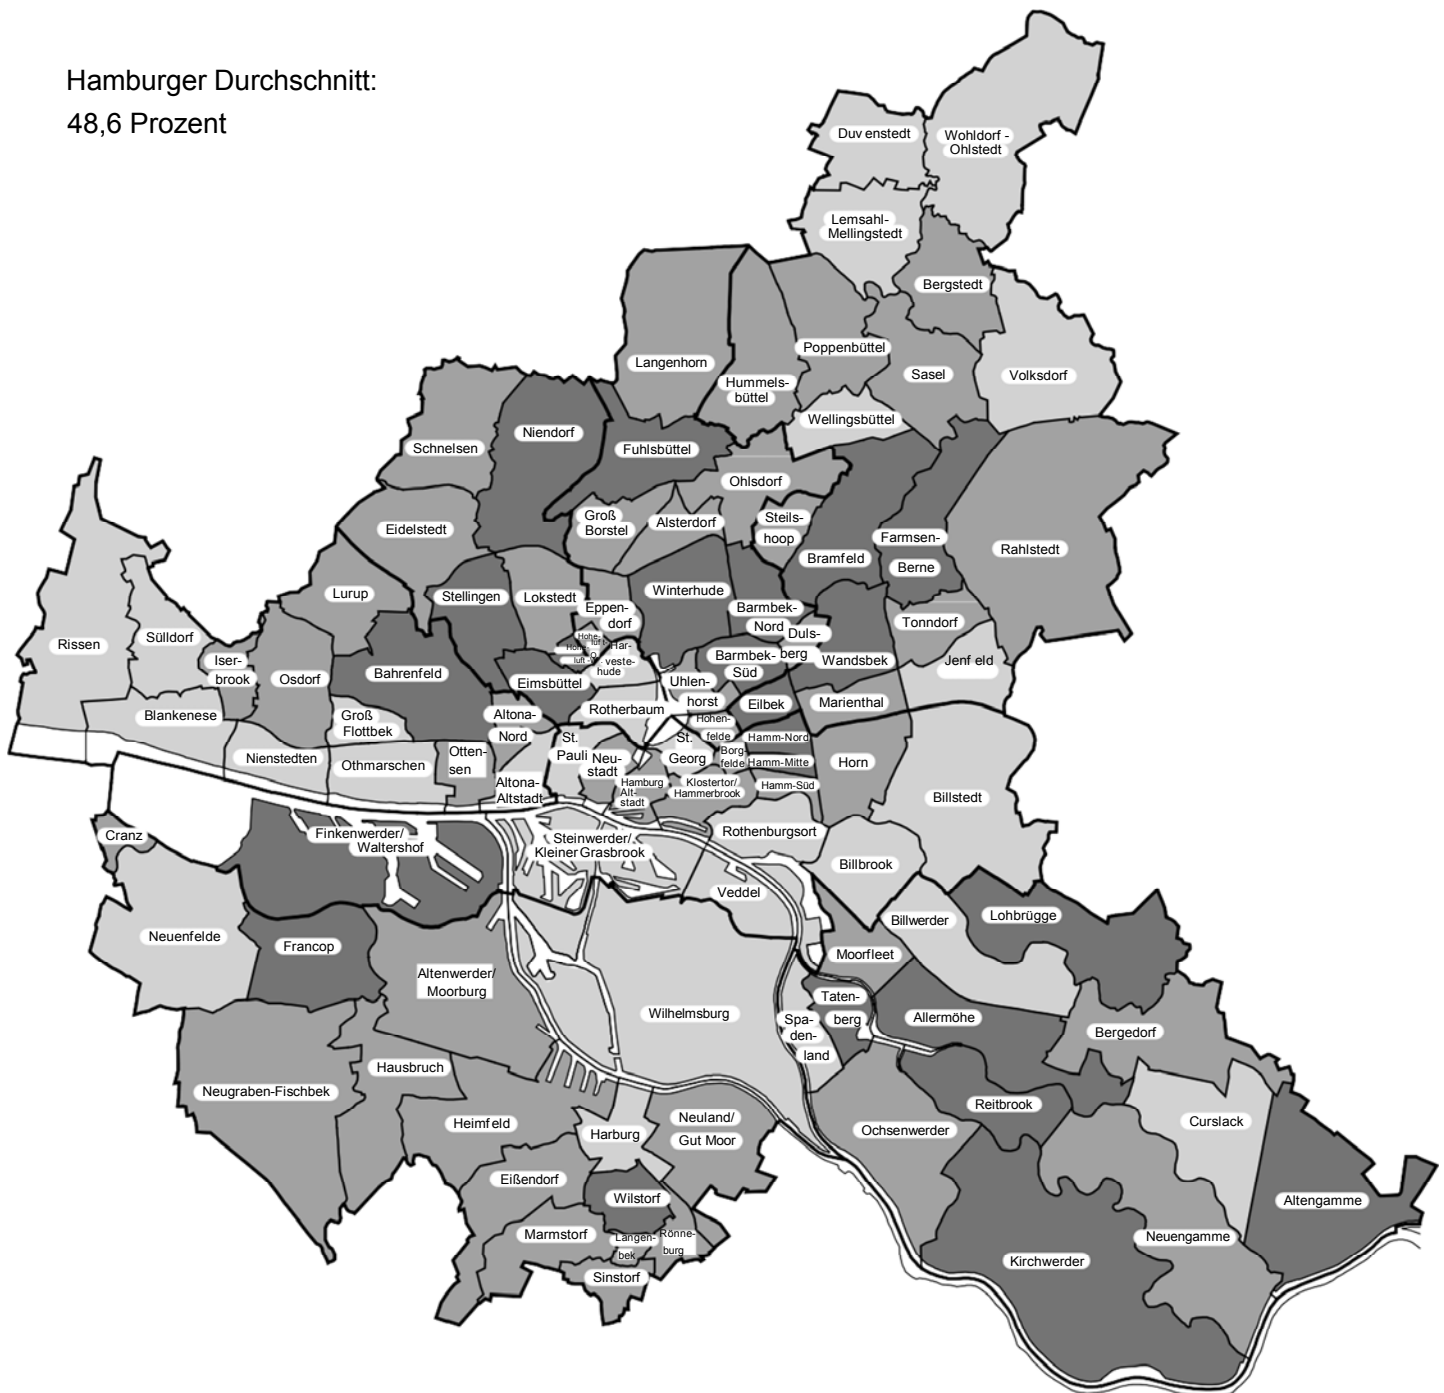 Hamburger Durchschnitt:
48,6 Prozent
Duv enstedt
Wohldorf -
Ohlstedt
Lemsahl-
Mellingstedt
Bergstedt
Poppenbüttel
Langenhorn
Sasel
Volksdorf
Hummels-
büttel
Wellingsbüttel
Niendorf
Schnelsen
Fuhlsbüttel
Ohlsdorf
Groß
Borstel
Alsterdorf
Steils-
hoop
Eidelstedt
Farmsen-
Berne
Bramfeld
Rahlstedt
Lurup
Stellingen
Lokstedt
Winterhude
Eppen-
dorf
Barmbek-
Nord
Duls-
berg
Tonndorf
Rissen
Sülldorf
Iser-
brook
Osdorf
Bahrenfeld
Hohe-
luft-
O
Hohe-
luft -W
Har-
veste-
hude
Barmbek-
Süd
Wandsbek
Jenf eld
Eimsbüttel
Uhlen-
horst
Eilbek
Marienthal
Blankenese
Groß
Flottbek
Altona-
Nord
Rotherbaum
Hohen-
felde
Hamm-Nord
St.
Pauli
Neu-
stadt
St.
Georg
Borg-
felde
Hamm-Mitte
Horn
Nienstedten
Othmarschen
Otten-
sen
Altona-
Altstadt
Hamburg
Alt-
stadt
Klostertor/
Hammerbrook
Hamm-Süd
Billstedt
Cranz
Finkenwerder/
Waltershof
Steinwerder/
Kleiner Grasbrook
Rothenburgsort
Billbrook
Veddel
Neuenfelde
Francop
Billwerder
Lohbrügge
Altenwerder/
Moorburg
Moorfleet
Wilhelmsburg
Taten-
berg
Spa-
den-
land
Allermöhe
Bergedorf
Neugraben-Fischbek
Hausbruch
Heimfeld
Harburg
Neuland/
Gut Moor
Reitbrook
Ochsenwerder
Curslack
Eißendorf
Wilstorf
Altengamme
Marmstorf
Langen-
bek
Rönne-
burg
Neuengamme
Sinstorf
Kirchwerder